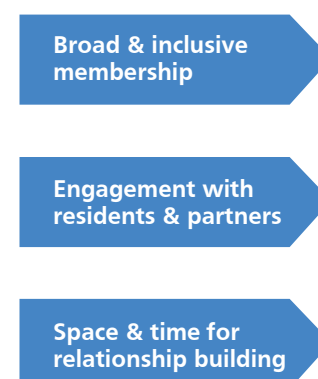 Broad & inclusive
membership
Engagement with
residents & partners
Space & time for
relationship building